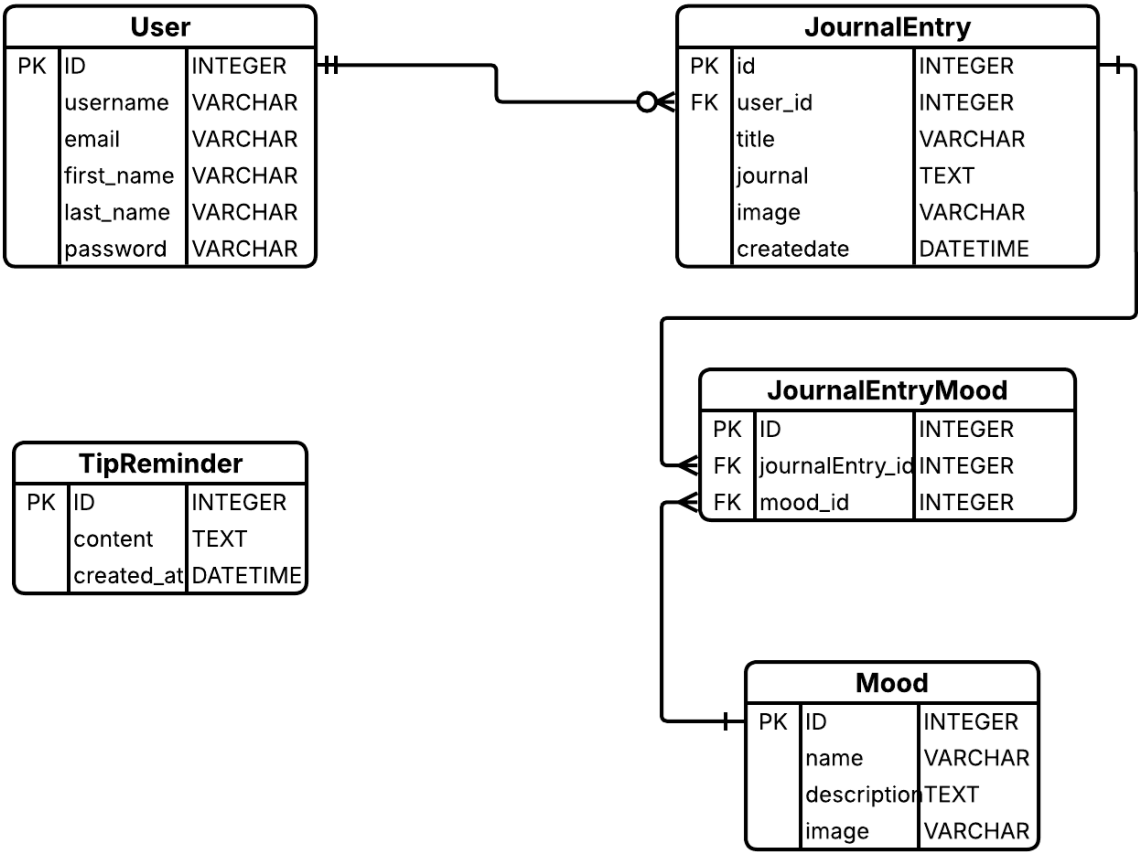 User
PK ID INTEGER
username VARCHAR
email VARCHAR
first_name VARCHAR
last_name VARCHAR
password VARCHAR
JournalEntry
PK id INTEGER
FK user_id INTEGER
title VARCHAR
journal TEXT
image VARCHAR
createdate DATETIME
JournalEntryMood
PK ID INTEGER
FK journalEntry_id INTEGER
FK mood_id INTEGER
TipReminder
PK ID INTEGER
content TEXT
created_at DATETIME
Mood
PK ID INTEGER
name VARCHAR
description TEXT
image VARCHAR